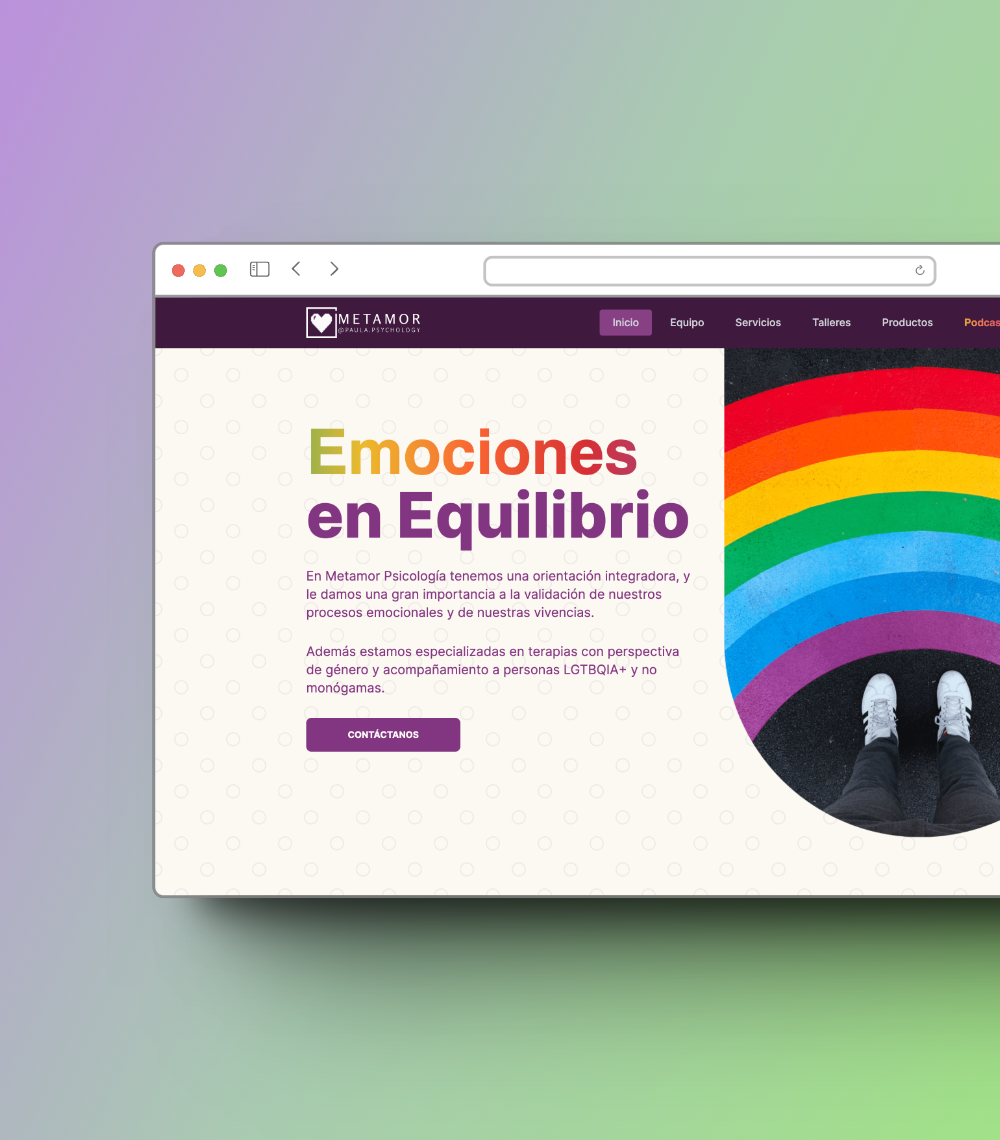 METAMOR
@PAULA.PSYCHOLOGY
Inicio Equipo Servicios Talleres Productos Podcas
Emociones
en Equilibrio
En Metamor Psicología tenemos una orientación integradora, y
le damos una gran importancia a la validación de nuestros
procesos emocionales y de nuestras vivencias.
Además estamos especializadas en terapias con perspectiva
de género y acompañamiento a personas LGTBQIA+ y no
monógamas.
CONTÁCTANOS